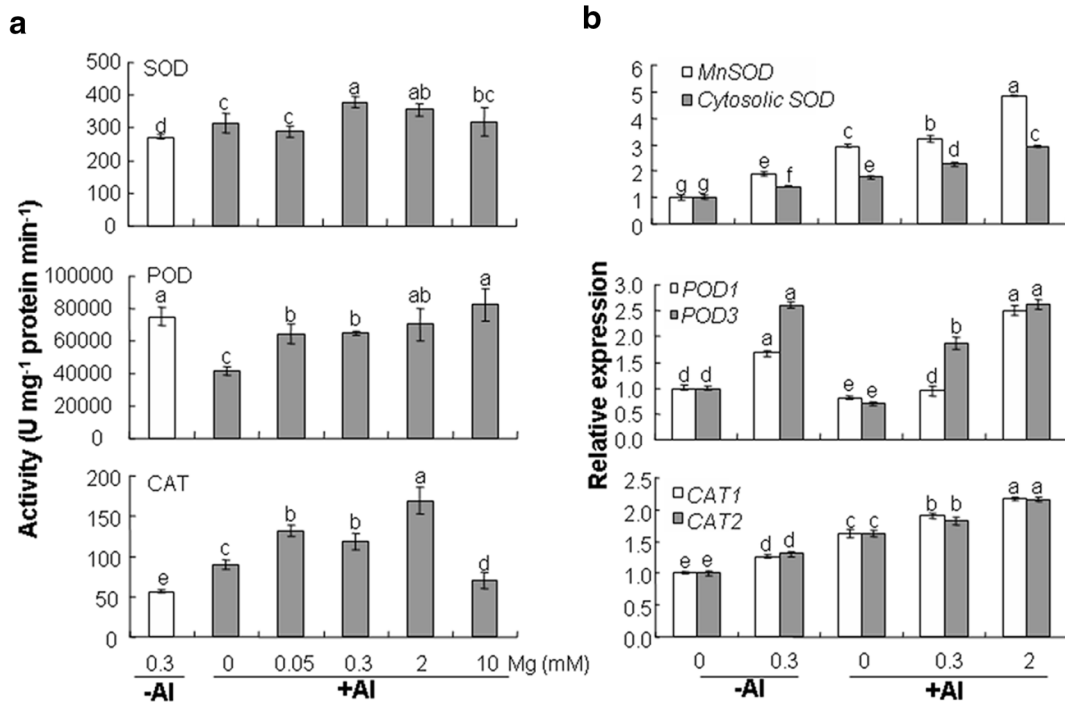 a
Activity (U mg-1 protein min-1)
SOD
500
400
300
200
100
0
d
c
c
a
ab
bc
POD
100000
80000
60000
40000
20000
0
a
c
b
b
ab
a
CAT
200
150
100
50
0
e
c
b
b
a
d
0.3 0 0.05 0.3 2 10 Mg (mM)
-Al +Al
b
Relative expression
MnSOD
Cytosolic SOD
6
5
4
3
2
1
0
g g
e f
c e
b d
a c
POD1
POD3
3.0
2.5
2.0
1.5
1.0
0.5
0.0
d d
a a
e e
d b
a a
CAT1
CAT2
2.5
2.0
1.5
1.0
0.5
0.0
e e
d d
c c
b b
a a
0 0.3 0 0.3 2
-Al +Al